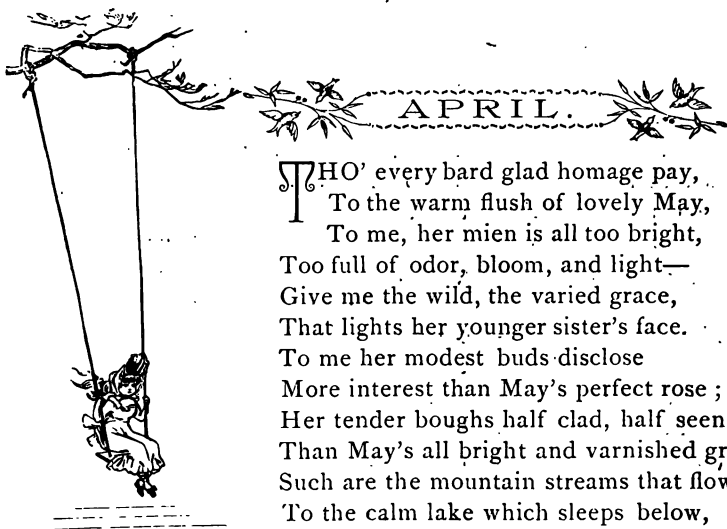 APRIL.
THO' every bard glad homage pay,
To the warm flush of lovely May,
To me, her mien is all too bright,
Too full of odor, bloom, and light—
Give me the wild, the varied grace,
That lights her younger sister's face.
To me her modest buds disclose
More interest than May's perfect rose ;
Her tender boughs half clad, half seen
Than May's all bright and varnished
Such are the mountain streams that
To the calm lake which sleeps below,